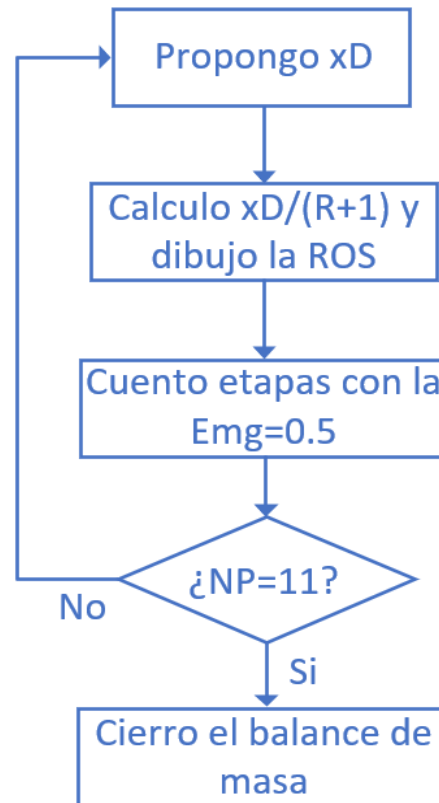 Propongo xD
Calculo xD/(R+1) y
dibujo la ROS
Cuento etapas con la
Emg=0.5
¿NP=11?
No
Si
Cierro el balance de
masa